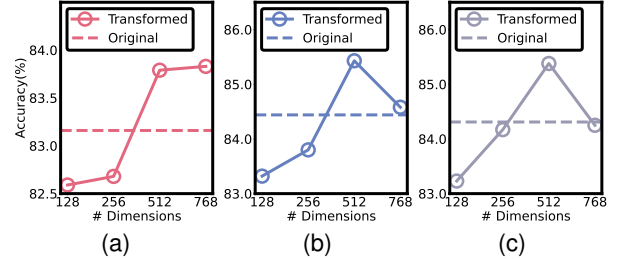 Transformed
Original
84.0
83.5
83.0
82.5
Accuracy(%)
128 256 512 768
# Dimensions
(a)
Transformed
Original
86.0
85.0
84.0
83.0
128 256 512 768
# Dimensions
(b)
Transformed
Original
86.0
85.0
84.0
83.0
128 256 512 768
# Dimensions
(c)